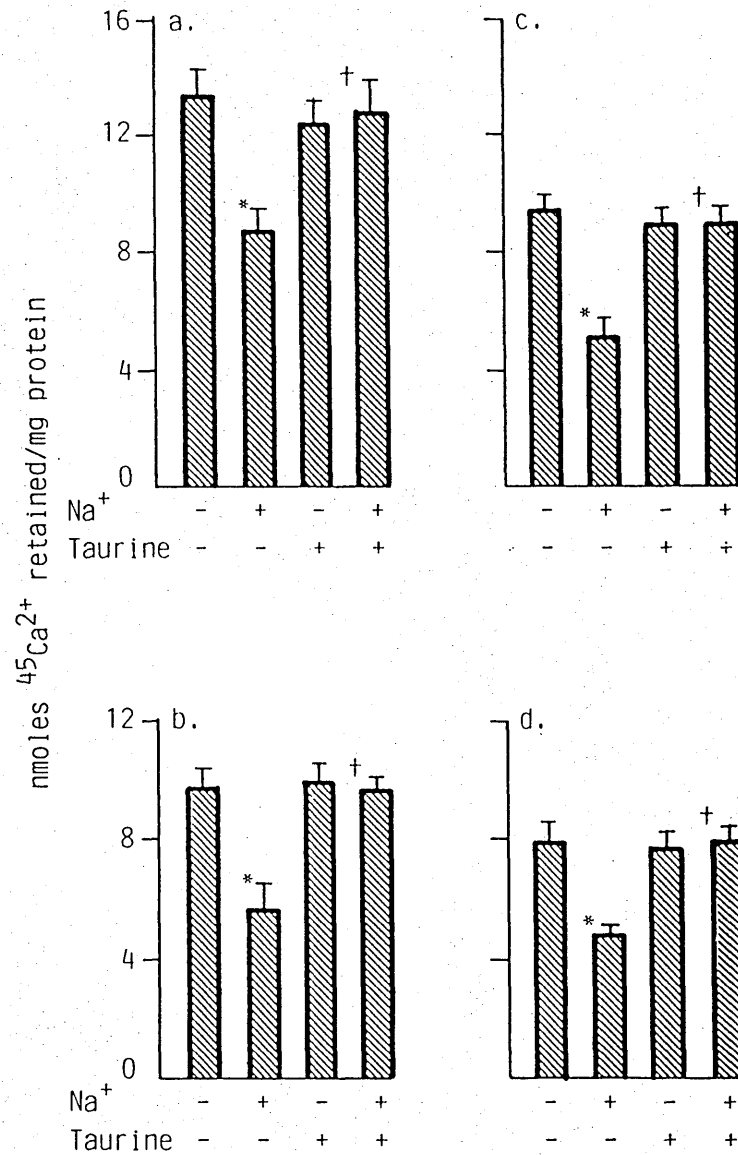 16 a. c.
12
8
*
†
*
†
4
0
Na+ - + - + - + - +
Taurine - - + + - - + ÷
nmoles 45Ca2+ retained/mg protein
12 b. d.
†
†
8
*
*
4
0
Na+ - + - + - + - +
Taurine - - + + - - + +